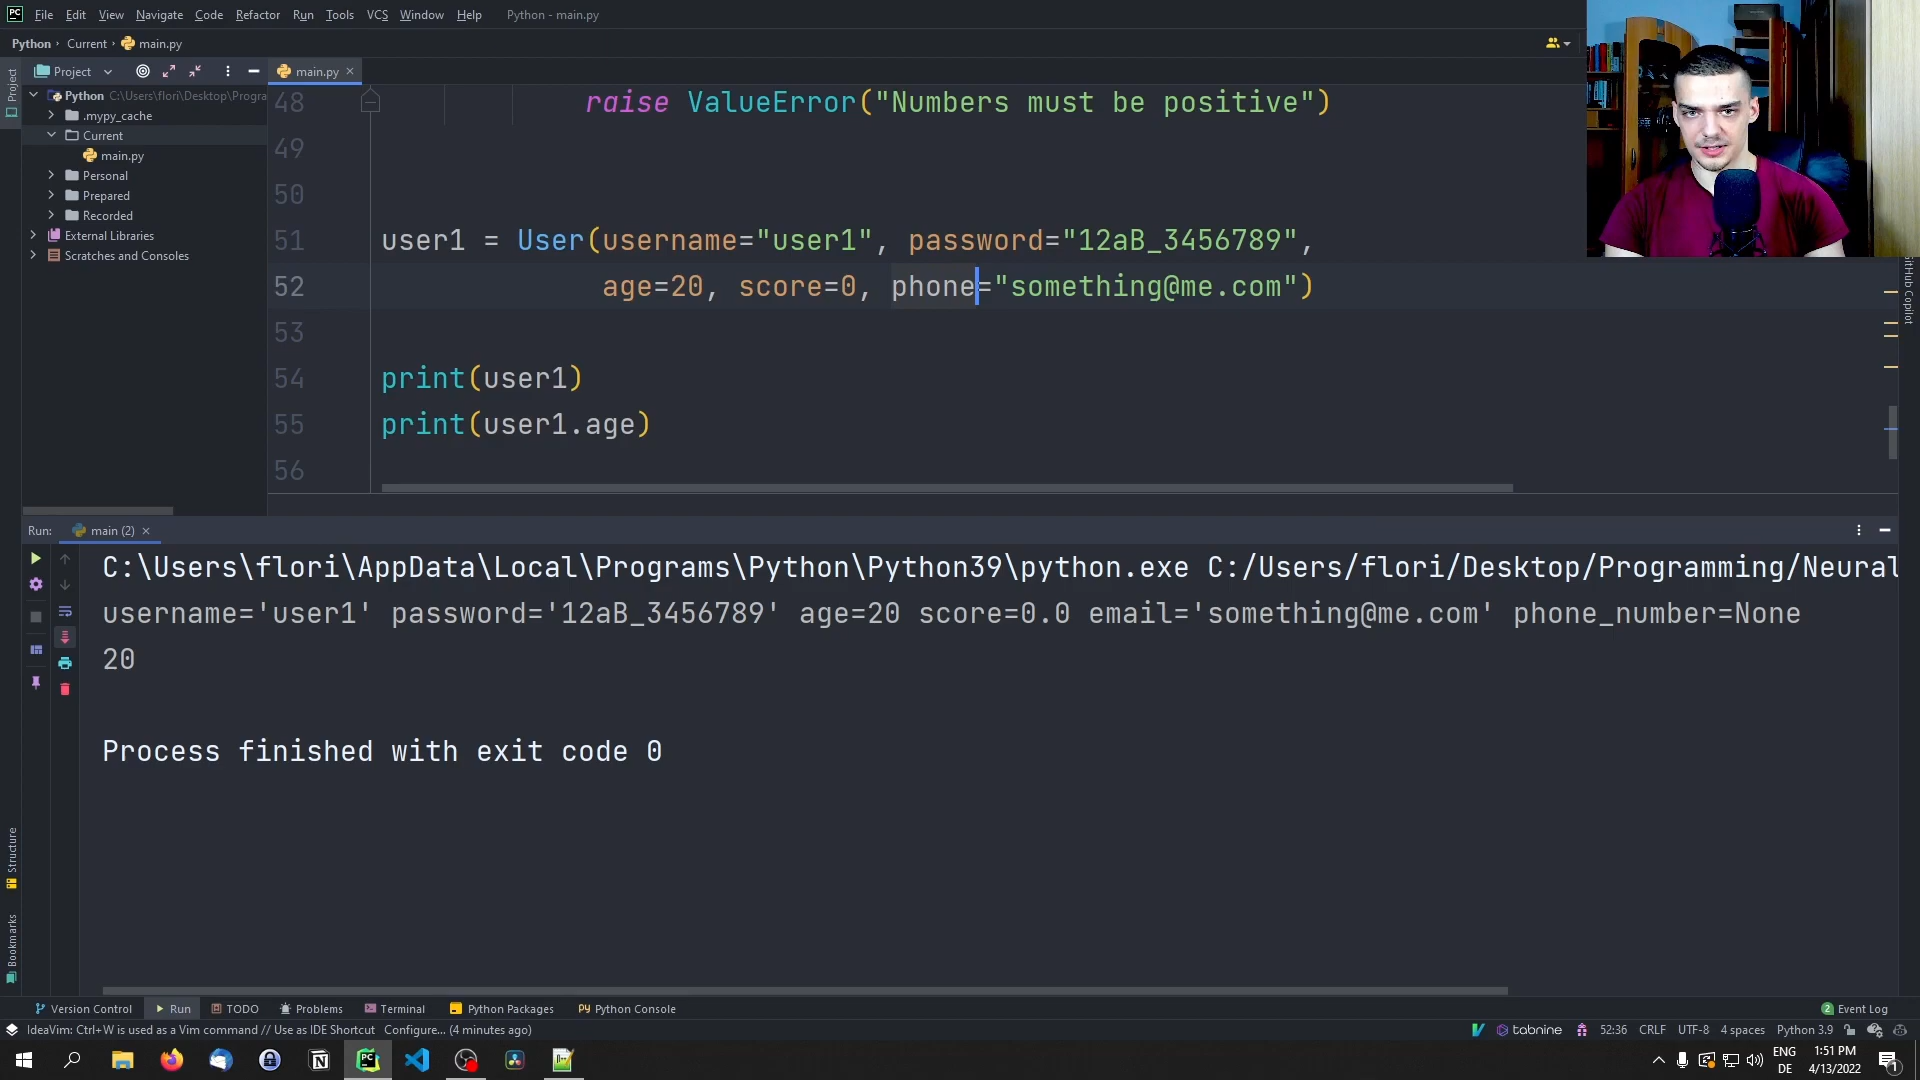 File Edit View Navigate Code Refactor Run Tools VCS Window Help Python - main.py
Python › Current › main.py
Project
main.py
Python C:\Users\flori\Desktop\Progra
.mypy_cache
Current
main.py
Personal
Prepared
Recorded
External Libraries
Scratches and Consoles
Project
48 raise ValueError("Numbers must be positive")
49
50
51 user1 = User(username="user1", password="12aB_3456789",
52 age=20, score=0, phone="something@me.com")
53
54 print(user1)
55 print(user1.age)
56
GitHub Copilot
Run: main (2)
C:\Users\flori\AppData\Local\Programs\Python\Python39\python.exe C:/Users/flori/Desktop/Programming/Neural
username='user1' password='12aB_3456789' age=20 score=0.0 email='something@me.com' phone_number=None
20
Process finished with exit code 0
Structure
Bookmarks
Version Control Run TODO Problems Terminal Python Packages Python Console 2 Event Log
IdeaVim: Ctrl+W is used as a Vim command // Use as IDE Shortcut Configure... (4 minutes ago) tabnine 52:36 CRLF UTF-8 4 spaces Python 3.9
ENG 1:51 PM
DE 4/13/2022 1